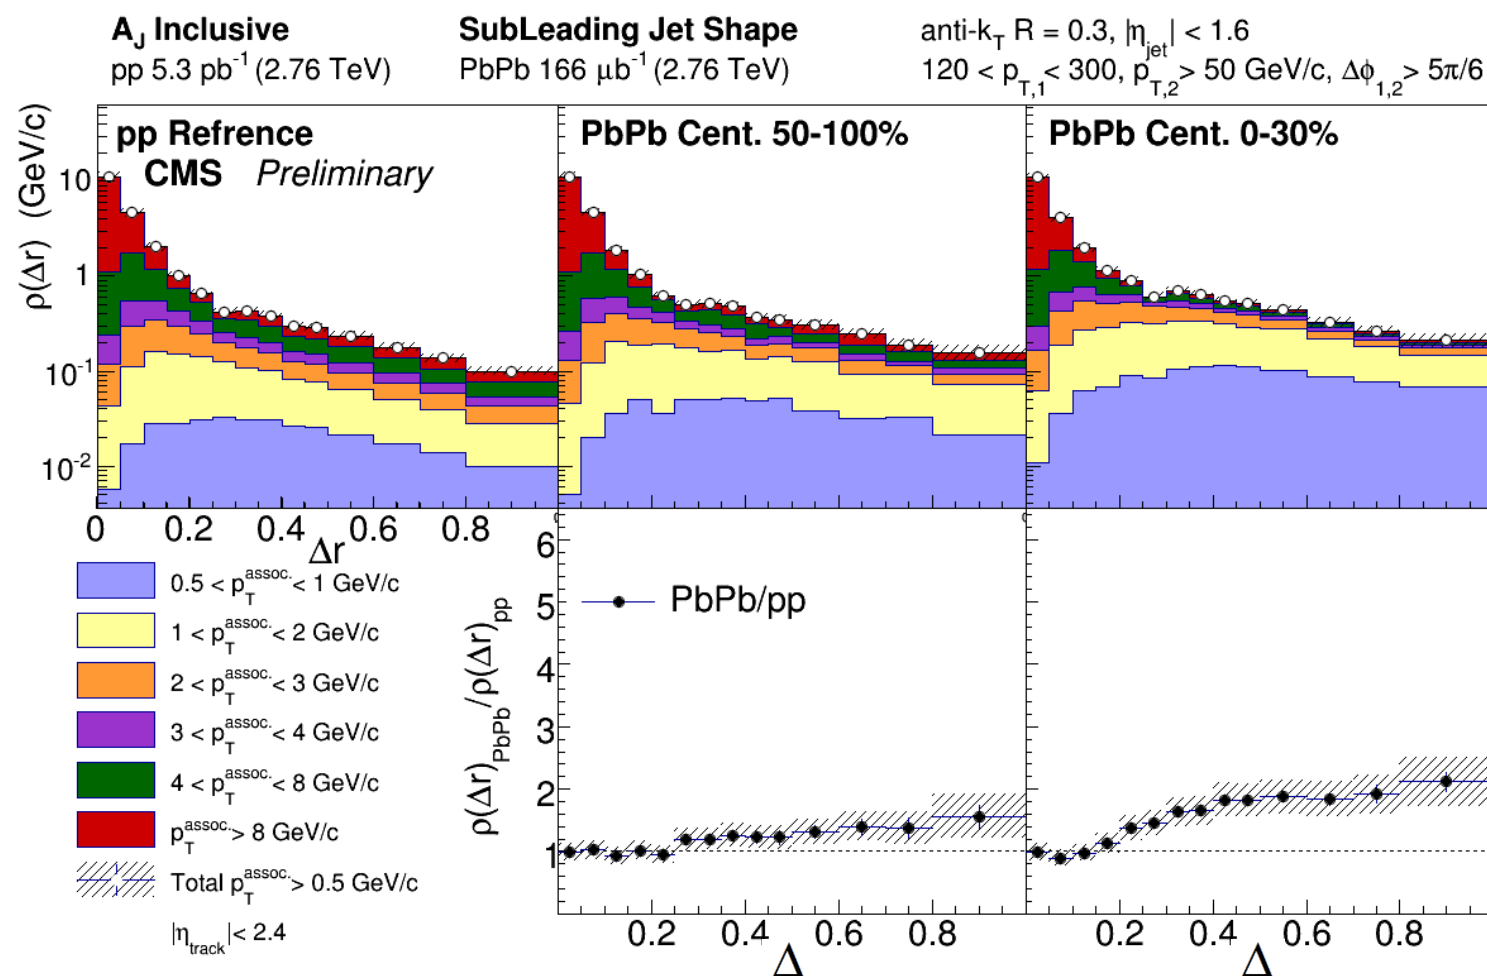 A_J Inclusive
pp 5.3 pb^-1 (2.76 TeV)
SubLeading Jet Shape
PbPb 166 μb^-1 (2.76 TeV)
anti-k_T R = 0.3, |η_jet| < 1.6
120 < p_T,1 < 300, p_T,2 > 50 GeV/c, Δϕ_1,2 > 5π/6
ρ(Δr) (GeV/c)
pp Refrence
CMS Preliminary
PbPb Cent. 50-100%
PbPb Cent. 0-30%
10
1
10^-1
10^-2
0 0.2 0.4 0.6 0.8
Δr
0.5 < p_T^assoc. < 1 GeV/c
1 < p_T^assoc. < 2 GeV/c
2 < p_T^assoc. < 3 GeV/c
3 < p_T^assoc. < 4 GeV/c
4 < p_T^assoc. < 8 GeV/c
p_T^assoc. > 8 GeV/c
Total p_T^assoc. > 0.5 GeV/c
|η_track| < 2.4
ρ(Δr)_PbPb/ρ(Δr)_pp
PbPb/pp
6
5
4
3
2
1
0.2 0.4 0.6 0.8
Δ
0.2 0.4 0.6 0.8
Δ